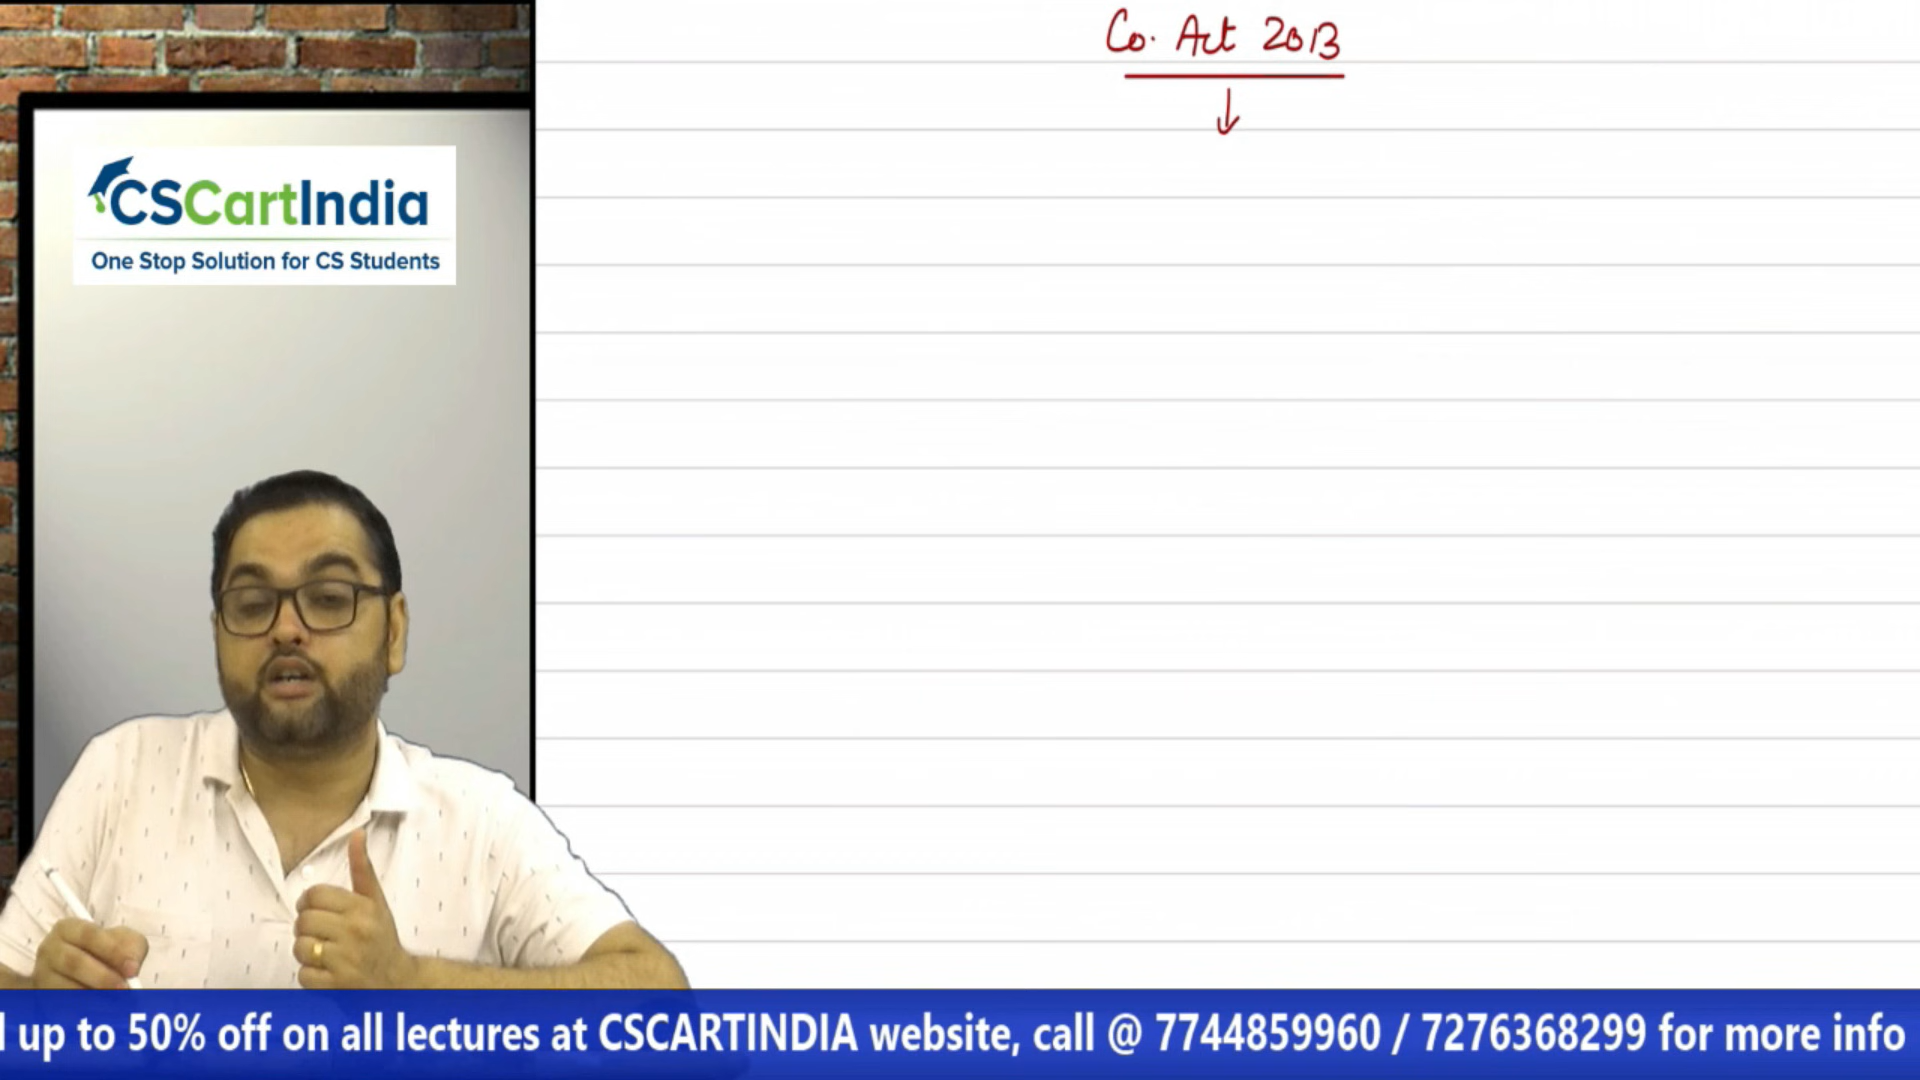 Co. Act 2013
CSCartIndia
One Stop Solution for CS Students
up to 50% off on all lectures at CSCARTINDIA website, call @ 7744859960 / 7276368299 for more info